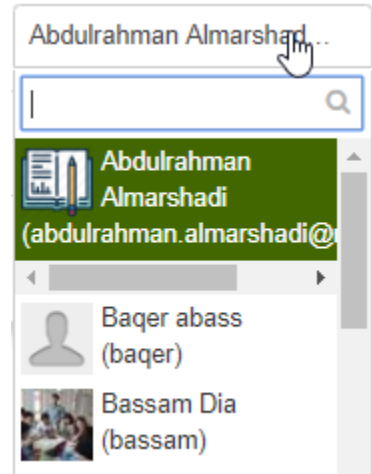 Abdulrahman Almarshad...
Abdulrahman
Almarshadi
(abdulrahman.almarshadi@
Baqer abass
(baqer)
Bassam Dia
(bassam)